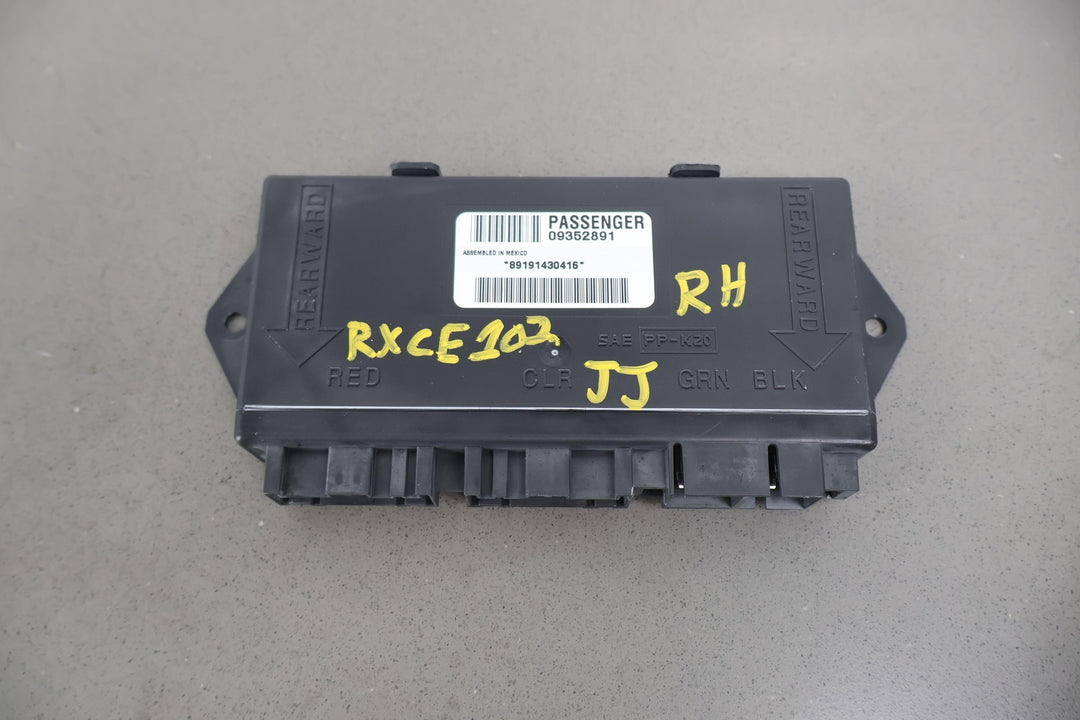 REARWARD
REARWARD
PASSENGER
09352891
ASSEMBLED IN MEXICO
*89191430416*
RH
RXCE102
SAE PP-K20
JJ
RED CLR GRN BLK